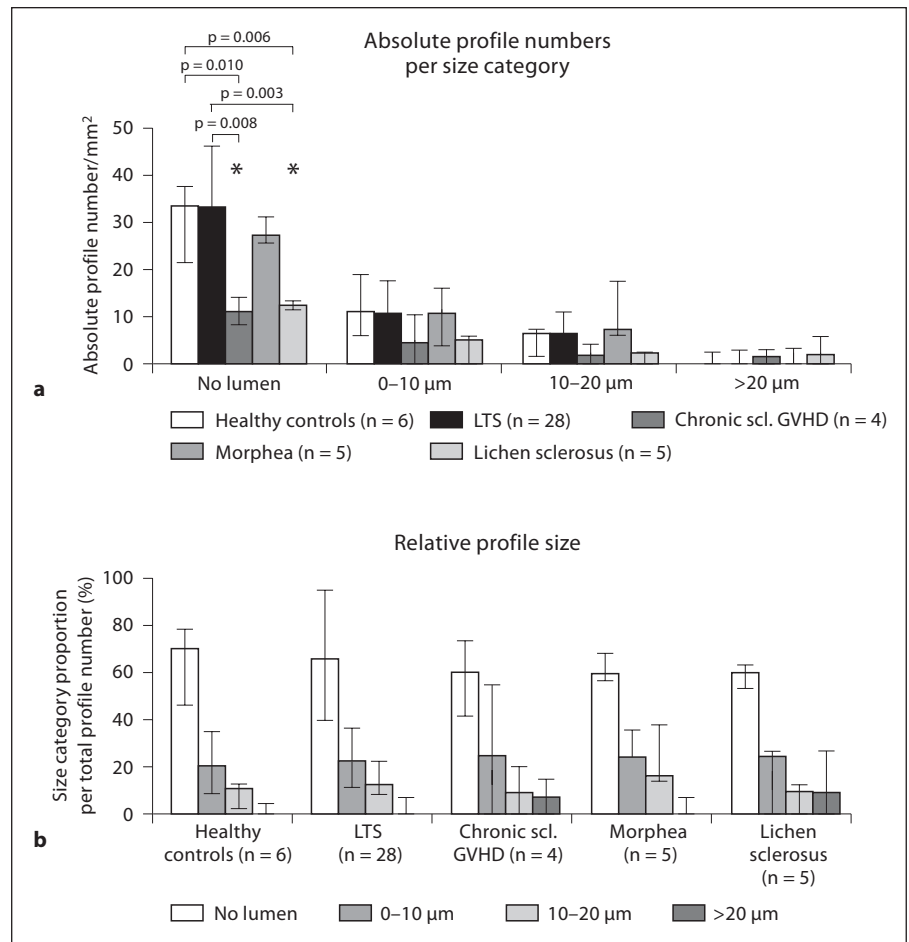 Absolute profile numbers
per size category
p = 0.006
p = 0.010
p = 0.003
p = 0.008
Absolute profile number/mm²
50
40
30
20
10
0
* *
No lumen 0–10 μm 10–20 μm >20 μm
a
Healthy controls (n = 6) LTS (n = 28) Chronic scl. GVHD (n = 4)
Morphea (n = 5) Lichen sclerosus (n = 5)
Relative profile size
Size category proportion
per total profile number (%)
100
80
60
40
20
0
b
Healthy
controls (n = 6)
LTS
(n = 28)
Chronic scl.
GVHD (n = 4)
Morphea
(n = 5)
Lichen
sclerosus
(n = 5)
No lumen 0–10 μm 10–20 μm >20 μm